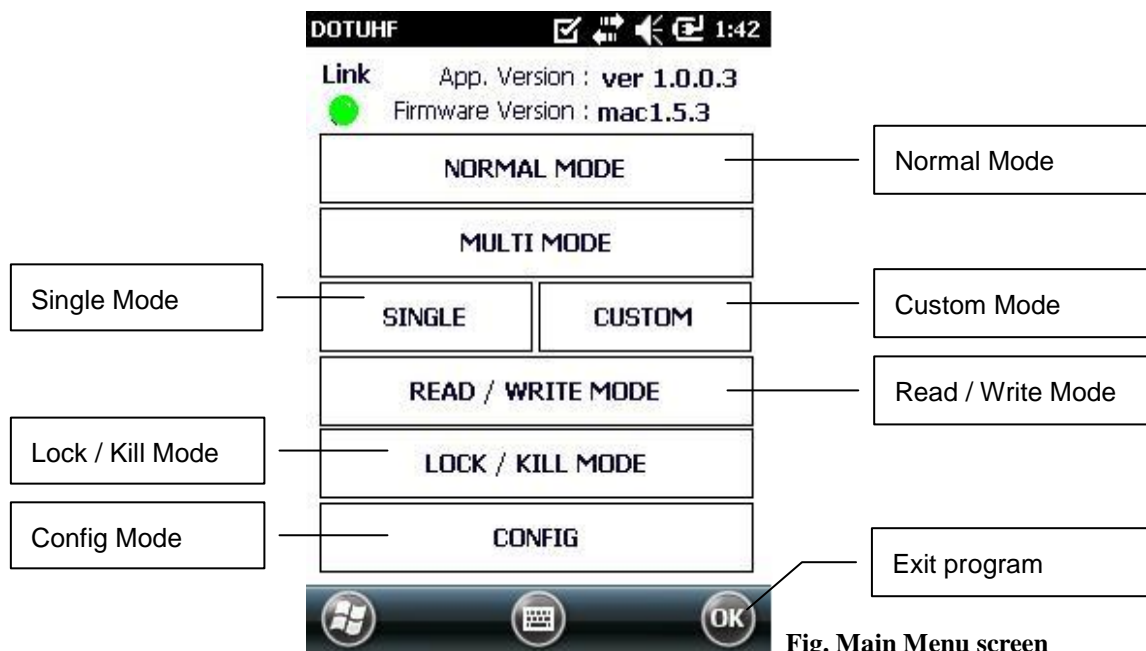 DOTUHF 1:42
Link App. Version : ver 1.0.0.3
Firmware Version : mac1.5.3
NORMAL MODE
Normal Mode
MULTI MODE
Single Mode
SINGLE
CUSTOM
Custom Mode
READ / WRITE MODE
Read / Write Mode
Lock / Kill Mode
LOCK / KILL MODE
Config Mode
CONFIG
Exit program
OK
Fig. Main Menu screen